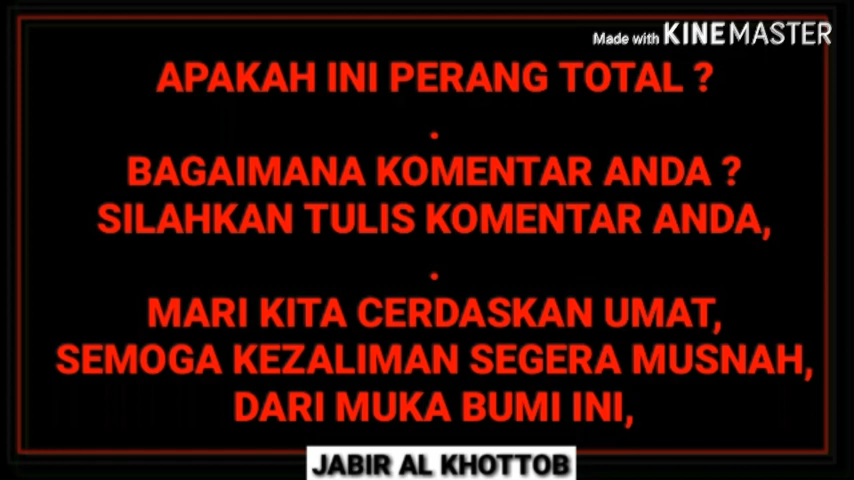 Made with KINEMASTER
APAKAH INI PERANG TOTAL ?
.
BAGAIMANA KOMENTAR ANDA ?
SILAHKAN TULIS KOMENTAR ANDA,
.
MARI KITA CERDASKAN UMAT,
SEMOGA KEZALIMAN SEGERA MUSNAH,
DARI MUKA BUMI INI,
JABIR AL KHOTTOB